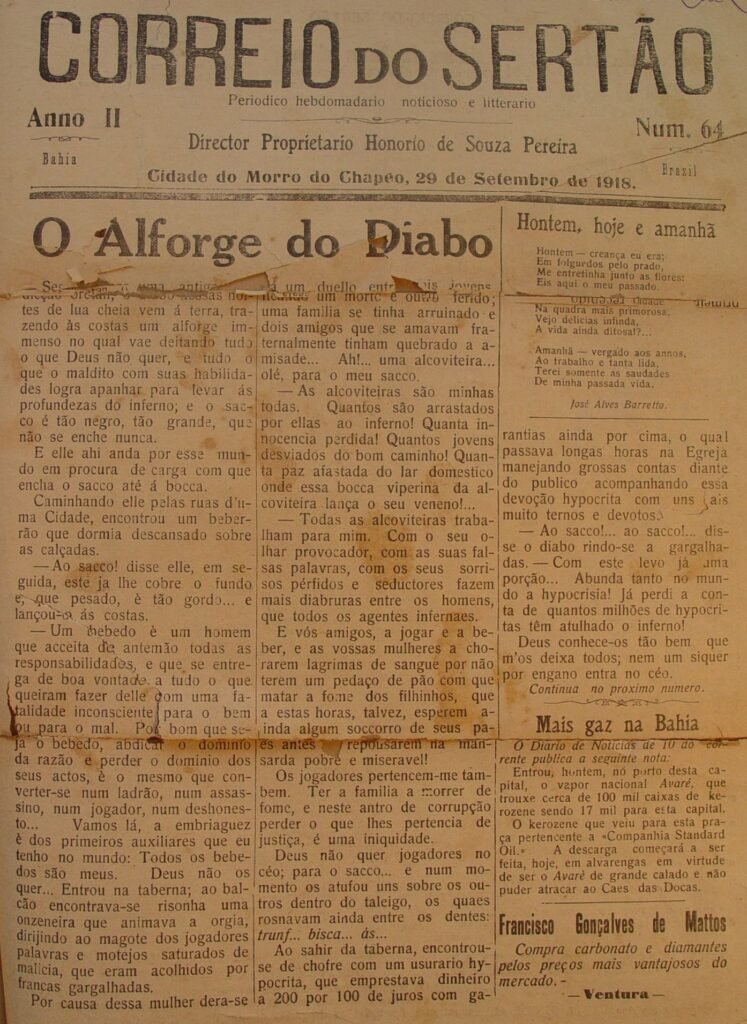 CORREIO DO SERTÃO
Periodico hebdomadario noticioso e litterario
Anno II
Num. 64
Director Proprietario Honorio de Souza Pereira
Bahia
Brazil
Cidade do Morro do Chapéo, 29 de Setembro de 1918.
O Alforge do Diabo
tes de lua cheia vem á terra, tra-
zendo às costas um alforge im-
menso no qual vae deitando tudo
o que Deus não quer, e tudo o
que o maldito com suas habilida-
des logra apanhar para levar ás
profundezas do inferno; e o sac-
co é tão negro, tão grande, que
não se enche nunca.
E elle ahi anda por esse mun-
do em procura de carga com que
encha o sacco até á bocca.
Caminhando elle pelas ruas d'u-
ma Cidade, encontrou um beber-
rão que dormia descansado sobre
as calçadas.
— Ao sacco! disse elle, em se-
guida, este ja lhe cobre o fundo
e, que pesado, è tão gordo... e
lançou-o ás costas.
— Um bebedo è um homem
que acceita de antemão todas as
responsabilidades, e que se entre-
ga de boa vontade a tudo o que
queiram fazer delle com uma fa-
talidade inconsciente para o bem
ou para o mal. Por bom que se-
ja o bebedo, abdica o dominio
da razão e perder o dominio dos
seus actos, è o mesmo que conver-
ter-se num ladrão, num assas-
sino, num jogador, num deshones-
to... Vamos lá, a embriaguez
è dos primeiros auxiliares que eu
tenho no mundo: Todos os bebe-
dos são meus. Deus não os
quer... Entrou na taberna; ao bal-
cão encontrava-se risonha uma
onzeneira que animava a orgia,
dirijindo ao magote dos jogadores
palavras e motejos saturados de
malicia, que eram acolhidos por
francas gargalhadas.
Por causa dessa mulher dera-se
um duello entre dois jovens
um morto e outro ferido;
uma familia se tinha arruinado e
dois amigos que se amavam fra-
ternalmente tinham quebrado a a-
misade... Ah!... uma alcoviteira...
olé, para o meu sacco.
— As alcoviteiras são minhas
todas. Quantos são arrastados
por ellas ao inferno! Quanta in-
nocencia perdida! Quantos jovens
desviados do bom caminho! Quan-
ta paz afastada do lar domestico
onde essa bocca viperina da al-
coviteira lança o seu veneno!...
— Todas as alcoviteiras traba-
lham para mim. Com o seu o-
lhar provocador, com as suas fal-
sas palavras, com os seus sorri-
sos pérfidos e seductores fazem
mais diabruras entre os homens,
que todos os agentes infernaes.
E vós amigos, a jogar e a be-
ber, e as vossas mulheres a cho-
rarem lagrimas de sangue por não
terem um pedaço de pão com que
matar a fome dos filhinhos, que
a estas horas, talvez, esperem a-
inda algum soccorro de seus pa-
es antes repousarem na man-
sarda pobre e miseravel!
Os jogadores pertencem-me tam-
bem. Ter a familia a morrer de
fome, e neste antro de corrupção
perder o que lhes pertencia de
justiça, é uma iniquidade.
Deus não quer jogadores no
céo; para o sacco... e num mo-
mento os atufou uns sobre os ou-
tros dentro do taleigo, os quaes
rosnavam ainda entre os dentes:
trunf... bisca... ás...
Ao sahir da taberna, encontrou-
se de chofre com um usurario hy-
pocrita, que emprestava dinheiro
a 200 por 100 de juros com ga-
Hontem, hoje e amanhã
Hontem — creança eu era;
Em folguedos pelo prado,
Me entretinha junto as flores:
Eis aqui o meu passado.
Na quadra mais primorosa,
Vejo delicias infinda,
A vida ainda ditosa!?...
Amanhã — vergado aos annos,
Ao trabalho e tanta lida,
Terei somente as saudades
De minha passada vida.
José Alves Barretto.
rantias ainda por cima, o qual
passava longas horas na Egreja
manejando grossas contas diante
do publico acompanhando essa
devoção hypocrita com uns ais
muito ternos e devotos.
— Ao sacco!... ao sacco!... dis-
se o diabo rindo-se a gargalha-
das. — Com este levo já uma
porção... Abunda tanto no mun-
do a hypocrisia! Já perdi a con-
ta de quantos milhões de hypocri-
tas têm atulhado o inferno!
Deus conhece-os tão bem que
m'os deixa todos; nem um siquer
por engano entra no céo.
Continua no proximo numero.
Mais gaz na Bahia
O Diario de Noticias de 10 do cor-
rente publica a seguinte nota:
Entrou, hontem, no porto desta ca-
pital, o vapor nacional Avaré, que
trouxe cerca de 100 mil caixas de ke-
rozene sendo 17 mil para esta capital.
O kerozene que veiu para esta pra-
ça pertencente a «Companhia Standard
Oil.» A descarga começará a ser
feita, hoje, em alvarengas em virtude
de ser o Avarè de grande calado e não
puder atracar ao Caes das Docas.
Francisco Gonçalves de Mattos
Compra carbonato e diamantes
pelos preços mais vantajosos do
mercado. -
— Ventura —